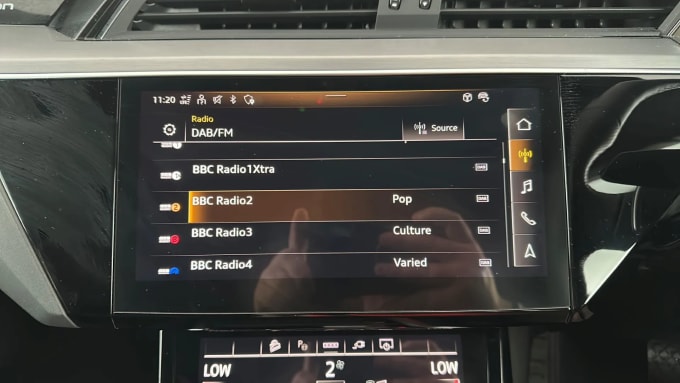 on
11:20
Radio
DAB/FM
Source
BBC Radio1Xtra
BBC Radio2 Pop
BBC Radio3 Culture
BBC Radio4 Varied
LOW 2 LOW